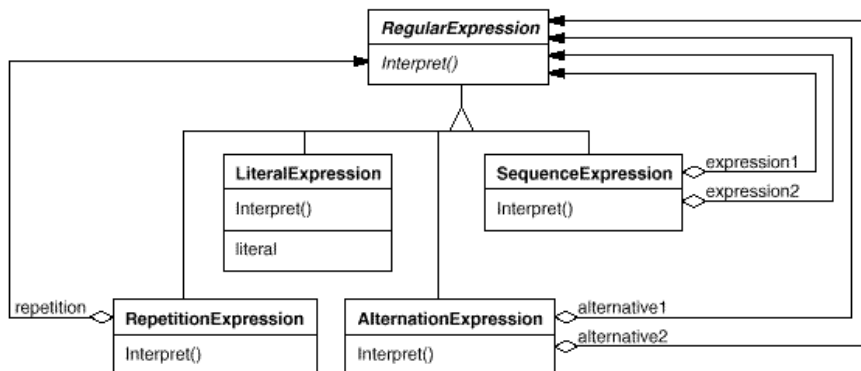 RegularExpression
Interpret()
LiteralExpression
Interpret()
literal
SequenceExpression
Interpret()
expression1
expression2
repetition
RepetitionExpression
Interpret()
AlternationExpression
Interpret()
alternative1
alternative2